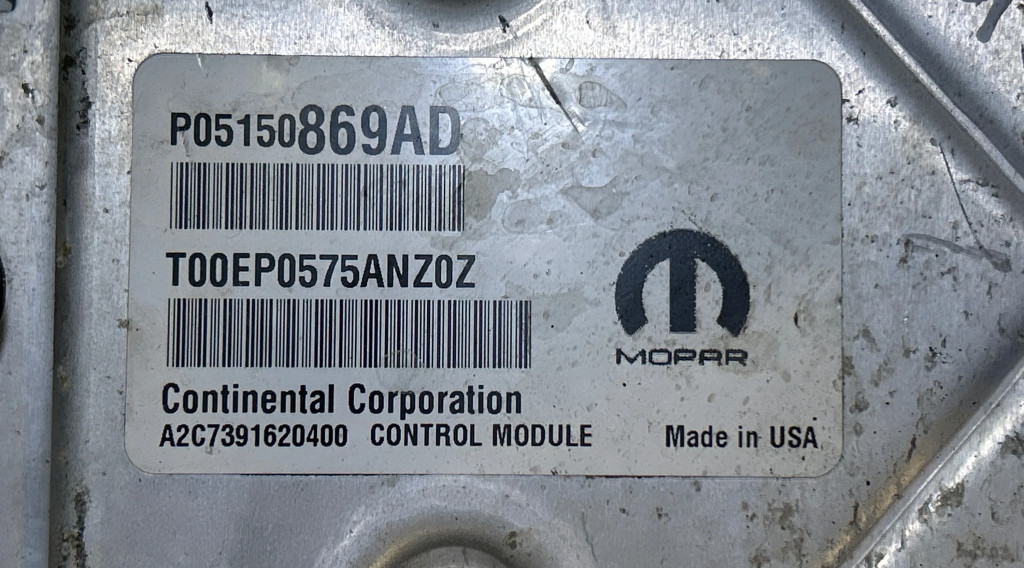 P05150869AD
T00EP0575ANZ0Z
MOPAR
Continental Corporation
A2C7391620400 CONTROL MODULE Made in USA